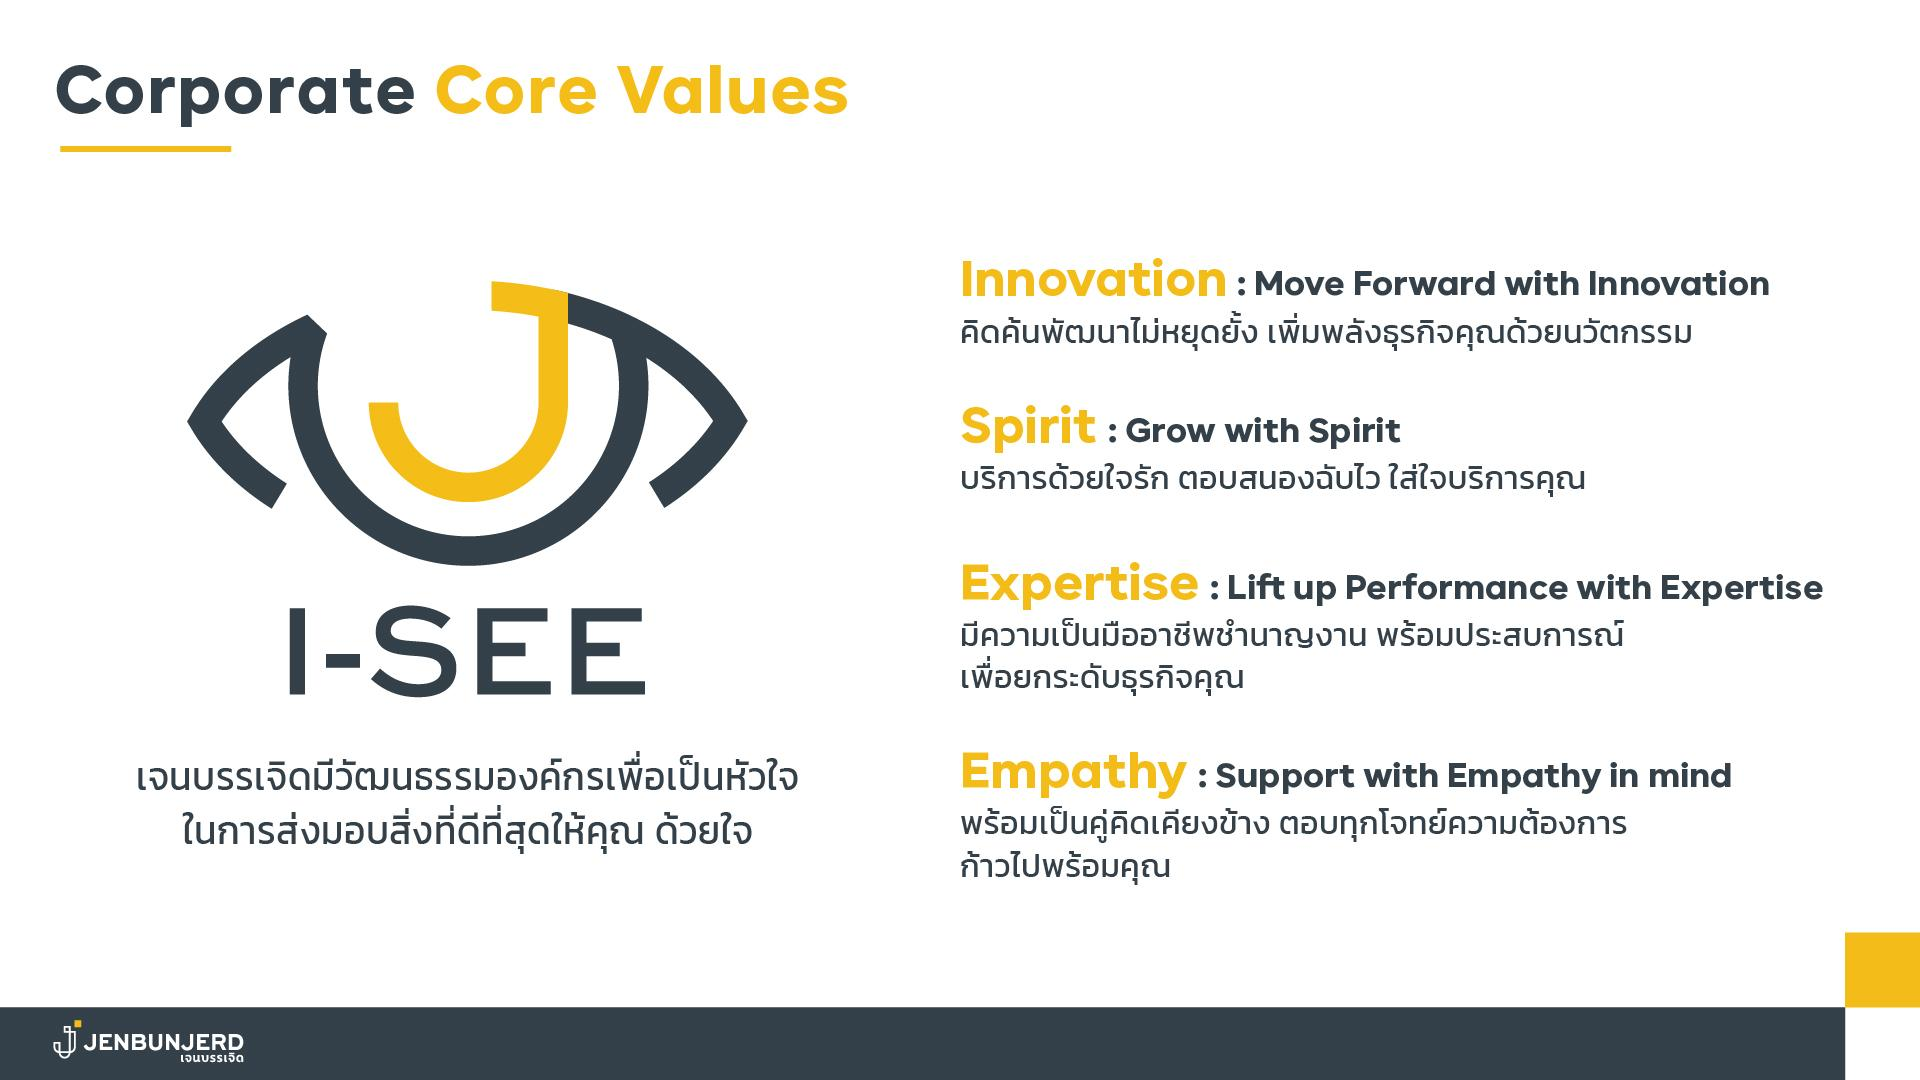 Corporate Core Values
I-SEE
เจนบรรเจิดมีวัฒนธรรมองค์กรเพื่อเป็นหัวใจ
ในการส่งมอบสิ่งที่ดีที่สุดให้คุณ ด้วยใจ
Innovation : Move Forward with Innovation
คิดค้นพัฒนาไม่หยุดยั้ง เพิ่มพลังธุรกิจคุณด้วยนวัตกรรม
Spirit : Grow with Spirit
บริการด้วยใจรัก ตอบสนองฉับไว ใส่ใจบริการคุณ
Expertise : Lift up Performance with Expertise
มีความเป็นมืออาชีพชำนาญงาน พร้อมประสบการณ์
เพื่อยกระดับธุรกิจคุณ
Empathy : Support with Empathy in mind
พร้อมเป็นคู่คิดเคียงข้าง ตอบทุกโจทย์ความต้องการ
ก้าวไปพร้อมคุณ
JENBUNJERD
เจนบรรเจิด